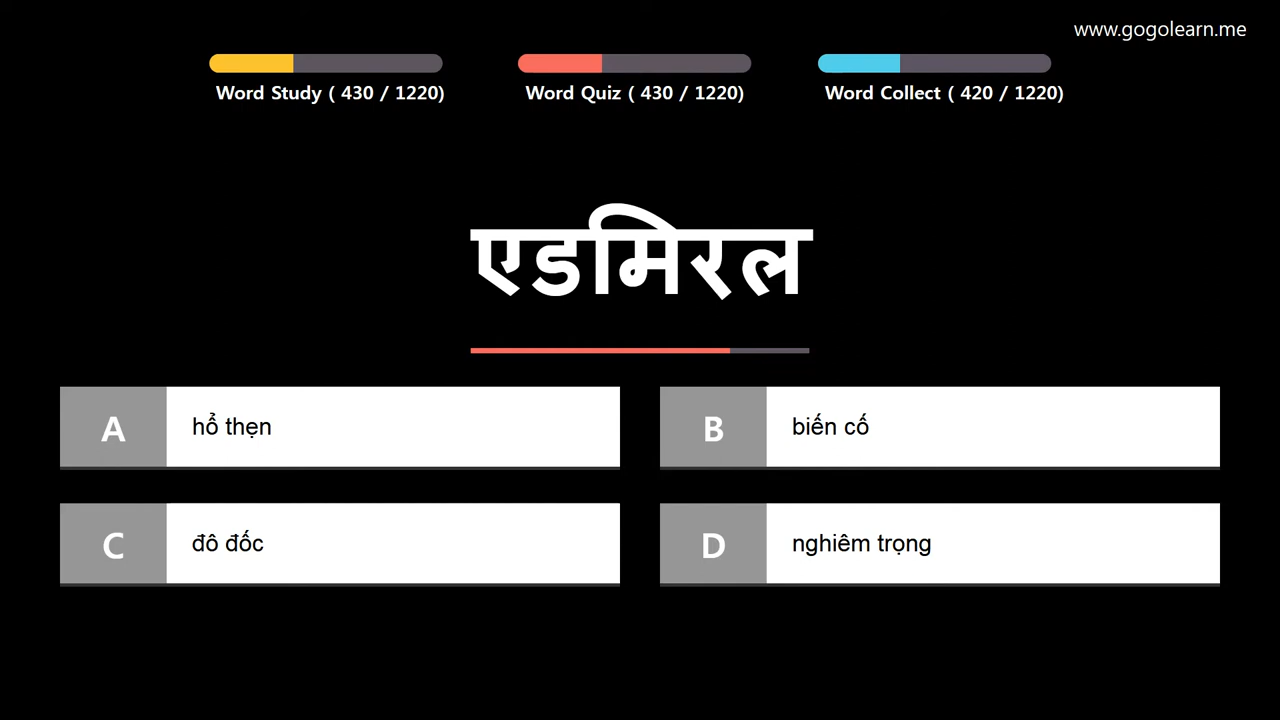 www.gogolearn.me
Word Study ( 430 / 1220)
Word Quiz ( 430 / 1220)
Word Collect ( 420 / 1220)
एडमिरल
A hổ thẹn
B biến cố
C đô đốc
D nghiêm trọng